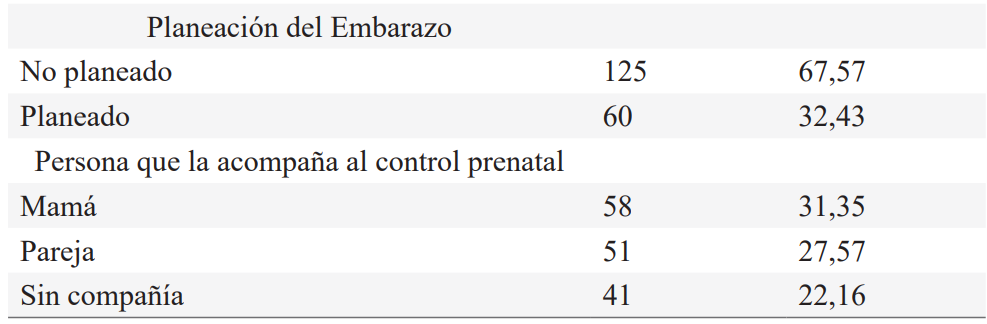 Planeación del Embarazo
No planeado 125 67,57
Planeado 60 32,43
Persona que la acompaña al control prenatal
Mamá 58 31,35
Pareja 51 27,57
Sin compañía 41 22,16